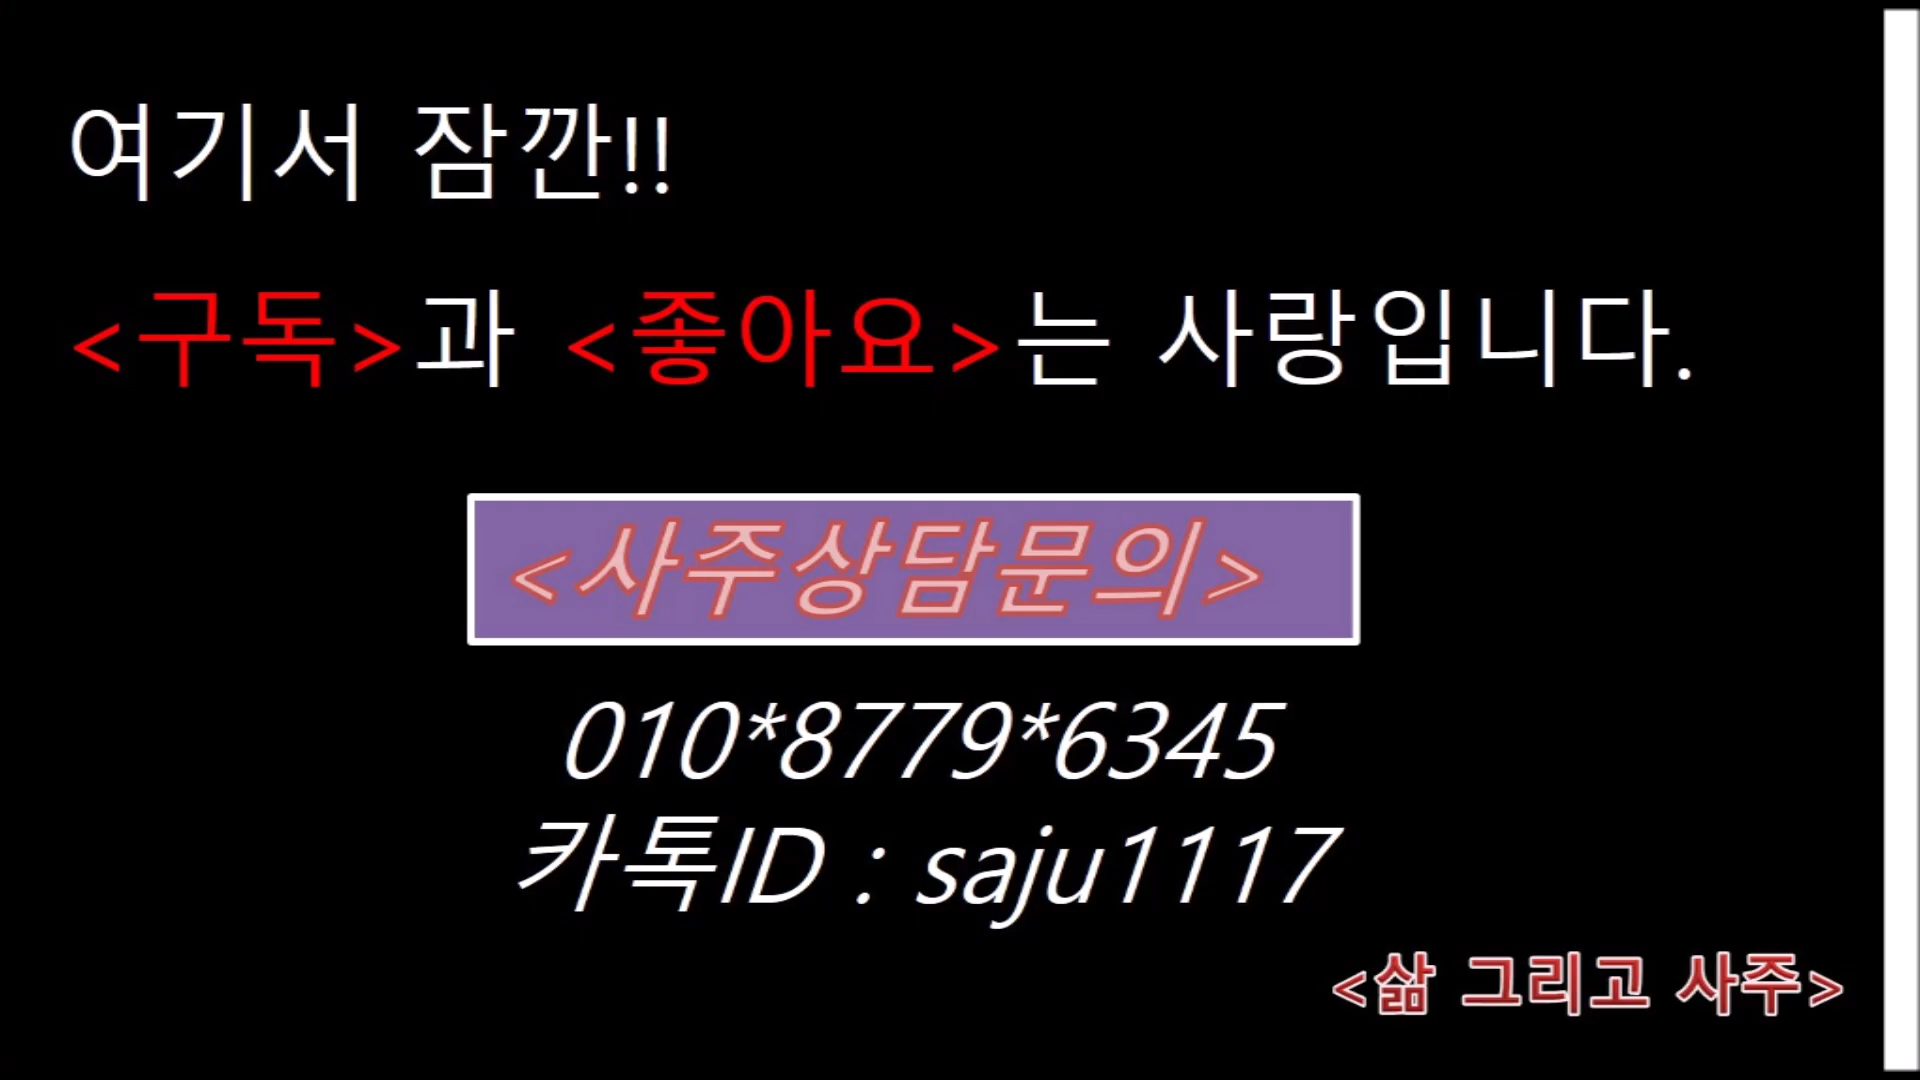 여기서 잠깐!!
<구독>과 <좋아요>는 사랑입니다.
<사주상담문의>
010*8779*6345
카톡ID : saju1117
<삶 그리고 사주>